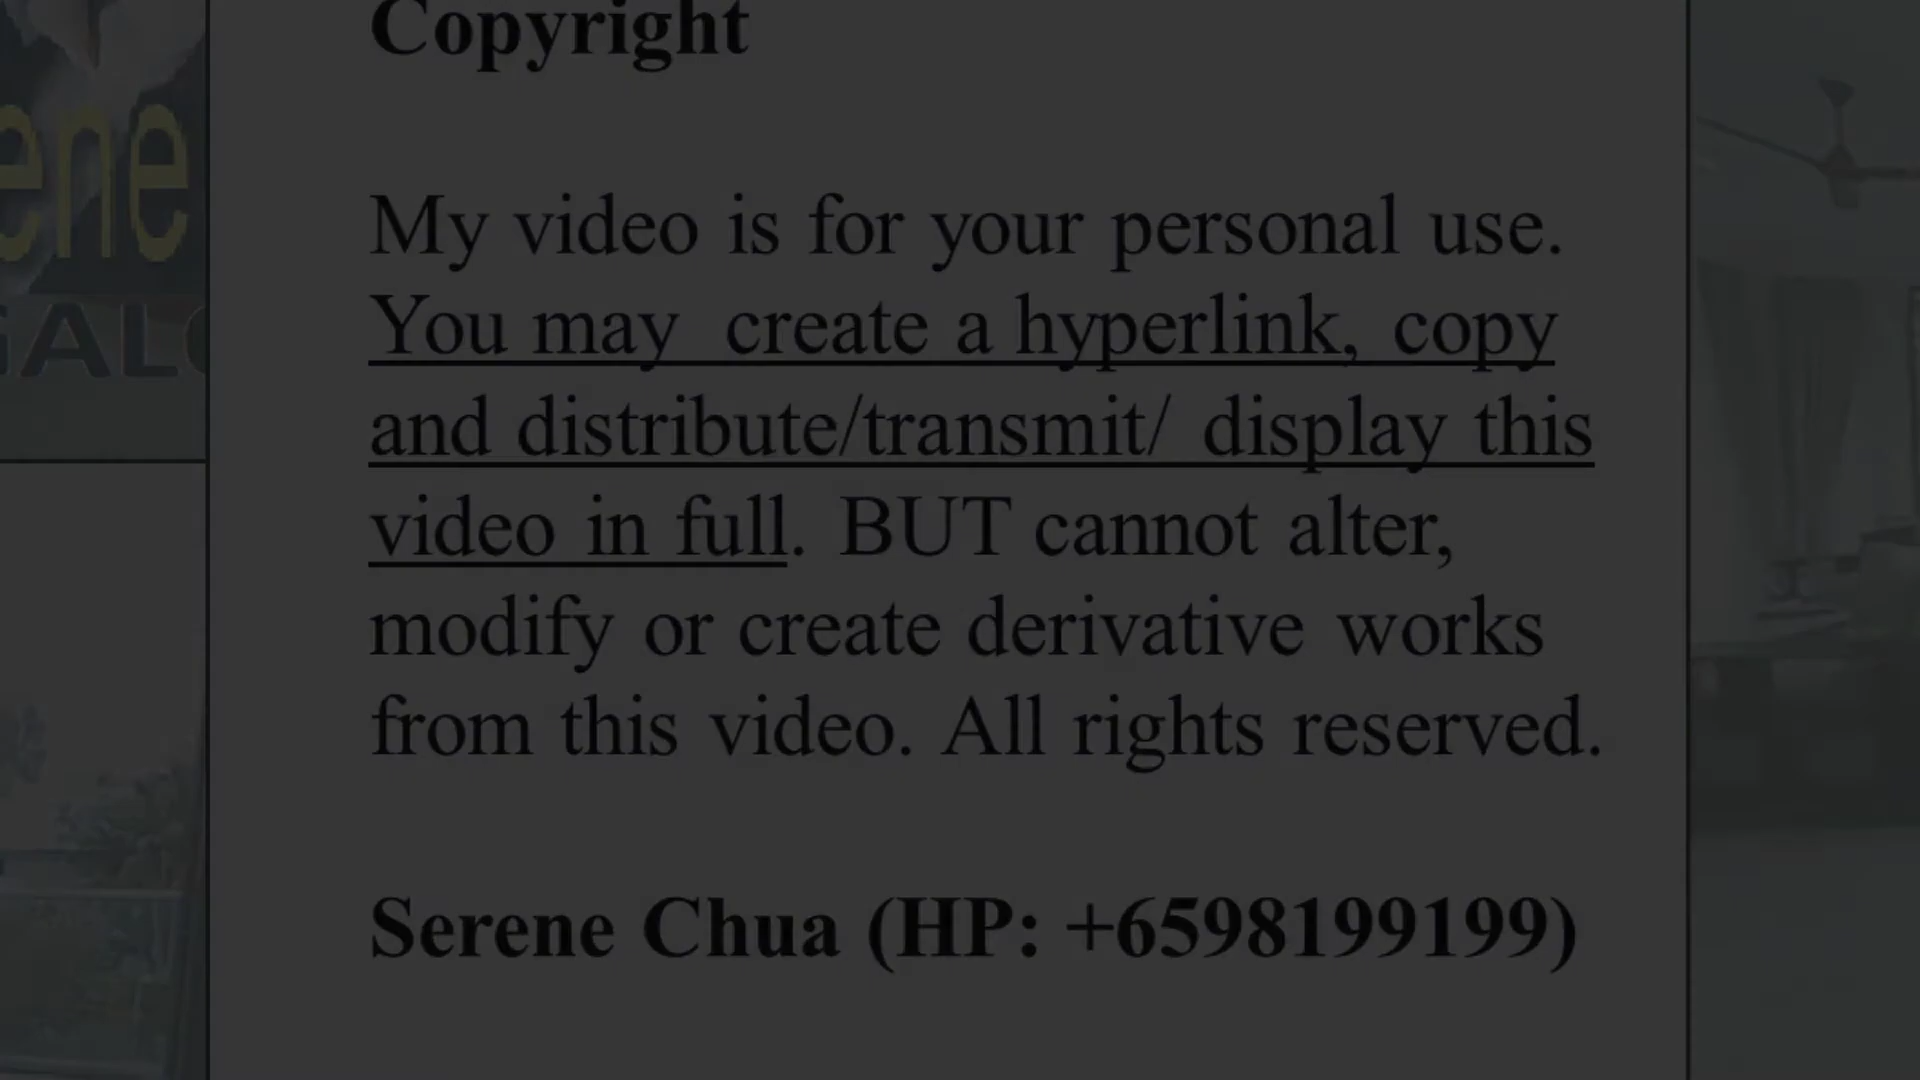 Copyright
My video is for your personal use.
You may create a hyperlink, copy
and distribute/transmit/ display this
video in full. BUT cannot alter,
modify or create derivative works
from this video. All rights reserved.
Serene Chua (HP: +6598199199)
ene